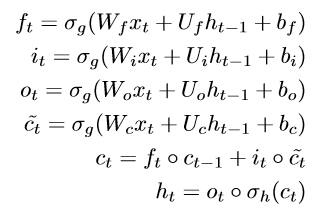 f_t = σ_g(W_f x_t + U_f h_{t−1} + b_f)
i_t = σ_g(W_i x_t + U_i h_{t−1} + b_i)
o_t = σ_g(W_o x_t + U_o h_{t−1} + b_o)
c̃_t = σ_g(W_c x_t + U_c h_{t−1} + b_c)
c_t = f_t ∘ c_{t−1} + i_t ∘ c̃_t
h_t = o_t ∘ σ_h(c_t)